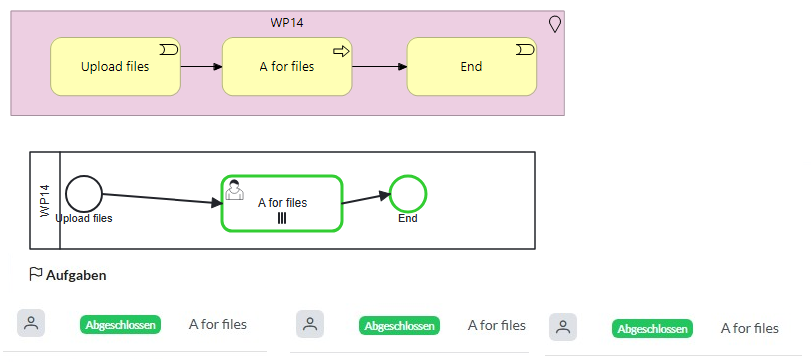 WP14
Upload files
A for files
End
WP14
Upload files
A for files
End
Aufgaben
Abgeschlossen A for files
Abgeschlossen A for files
Abgeschlossen A for files